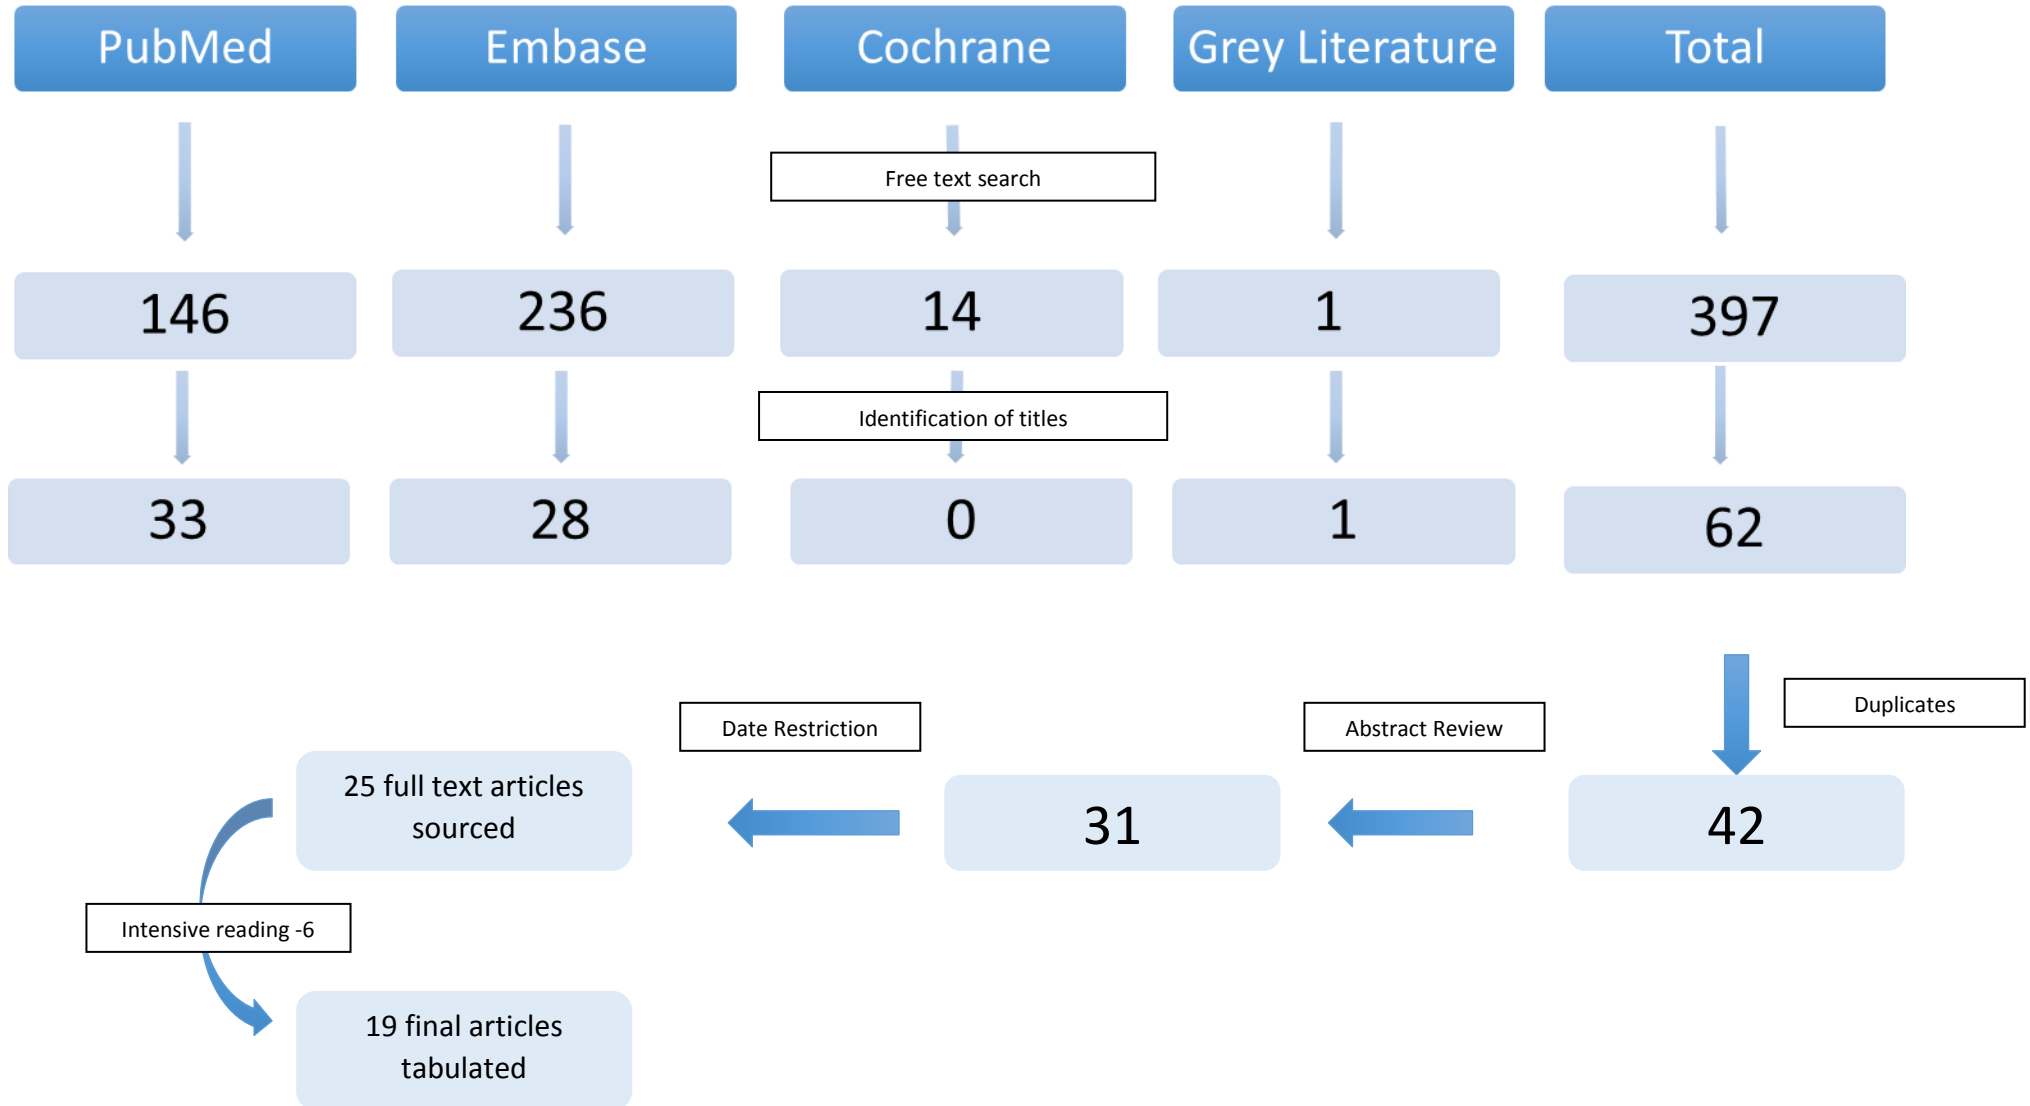 PubMed
Embase
Cochrane
Grey Literature
Total
Free text search
146
236
14
1
397
Identification of titles
33
28
0
1
62
Duplicates
42
Abstract Review
31
Date Restriction
25 full text articles
sourced
Intensive reading -6
19 final articles
tabulated